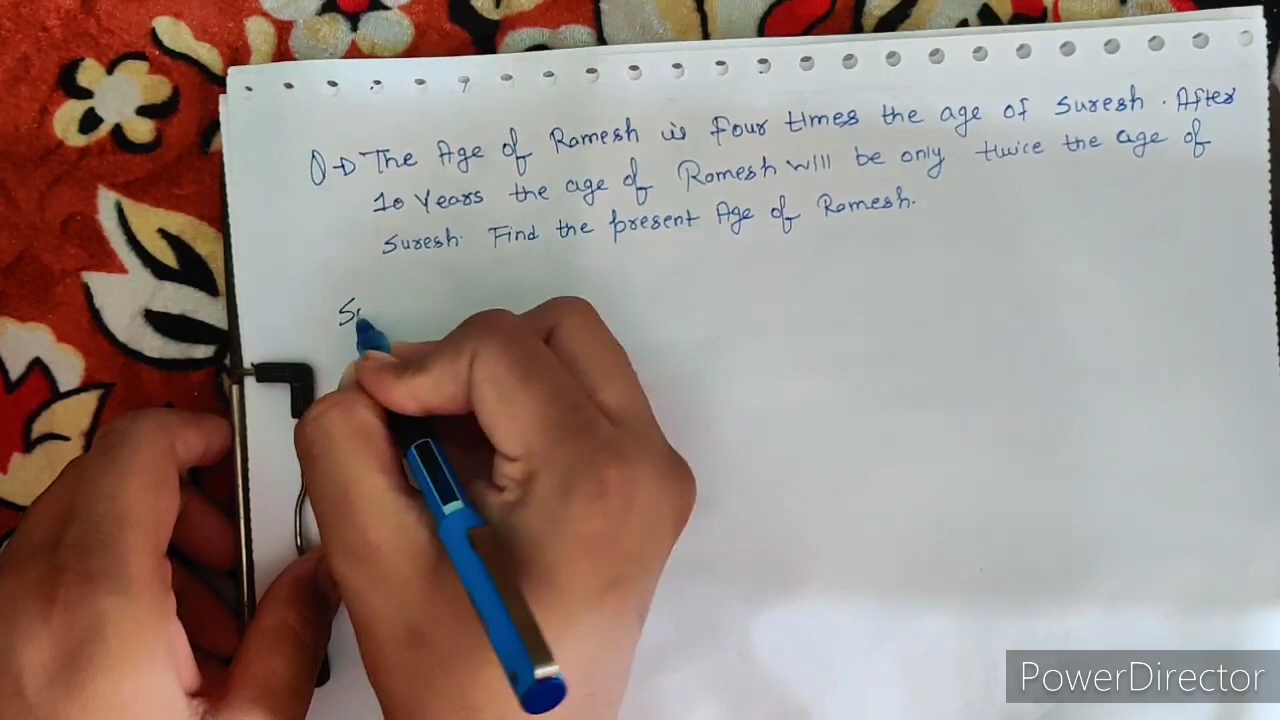 Q→ The Age of Ramesh is four times the age of Suresh. After
10 Years the age of Ramesh will be only twice the age of
Suresh. Find the present Age of Ramesh.
S
PowerDirector